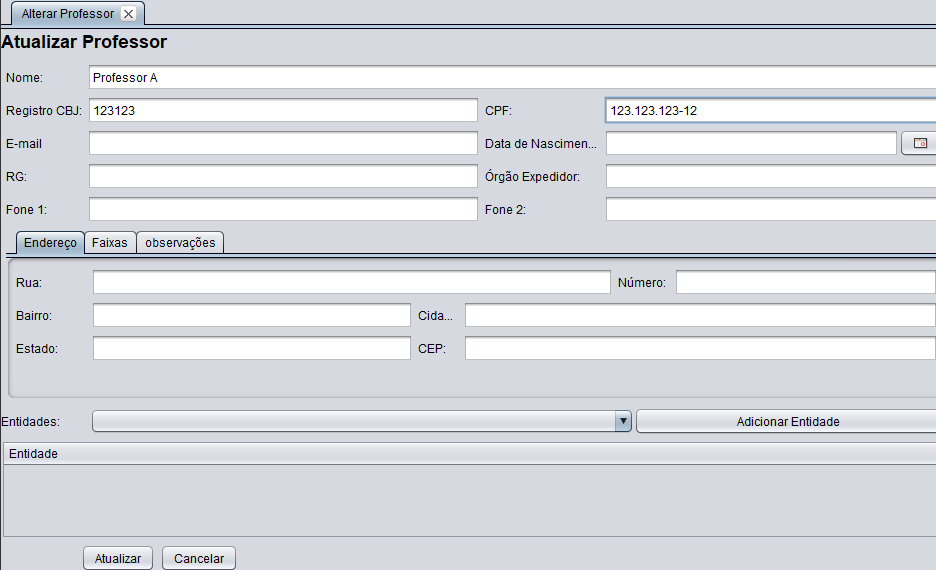 Alterar Professor
Atualizar Professor
Nome: Professor A
Registro CBJ: 123123 CPF: 123.123.123-12
E-mail Data de Nascimen...
RG: Órgão Expedidor:
Fone 1: Fone 2:
Endereço Faixas observações
Rua: Número:
Bairro: Cida...
Estado: CEP:
Entidades: Adicionar Entidade
Entidade
Atualizar Cancelar